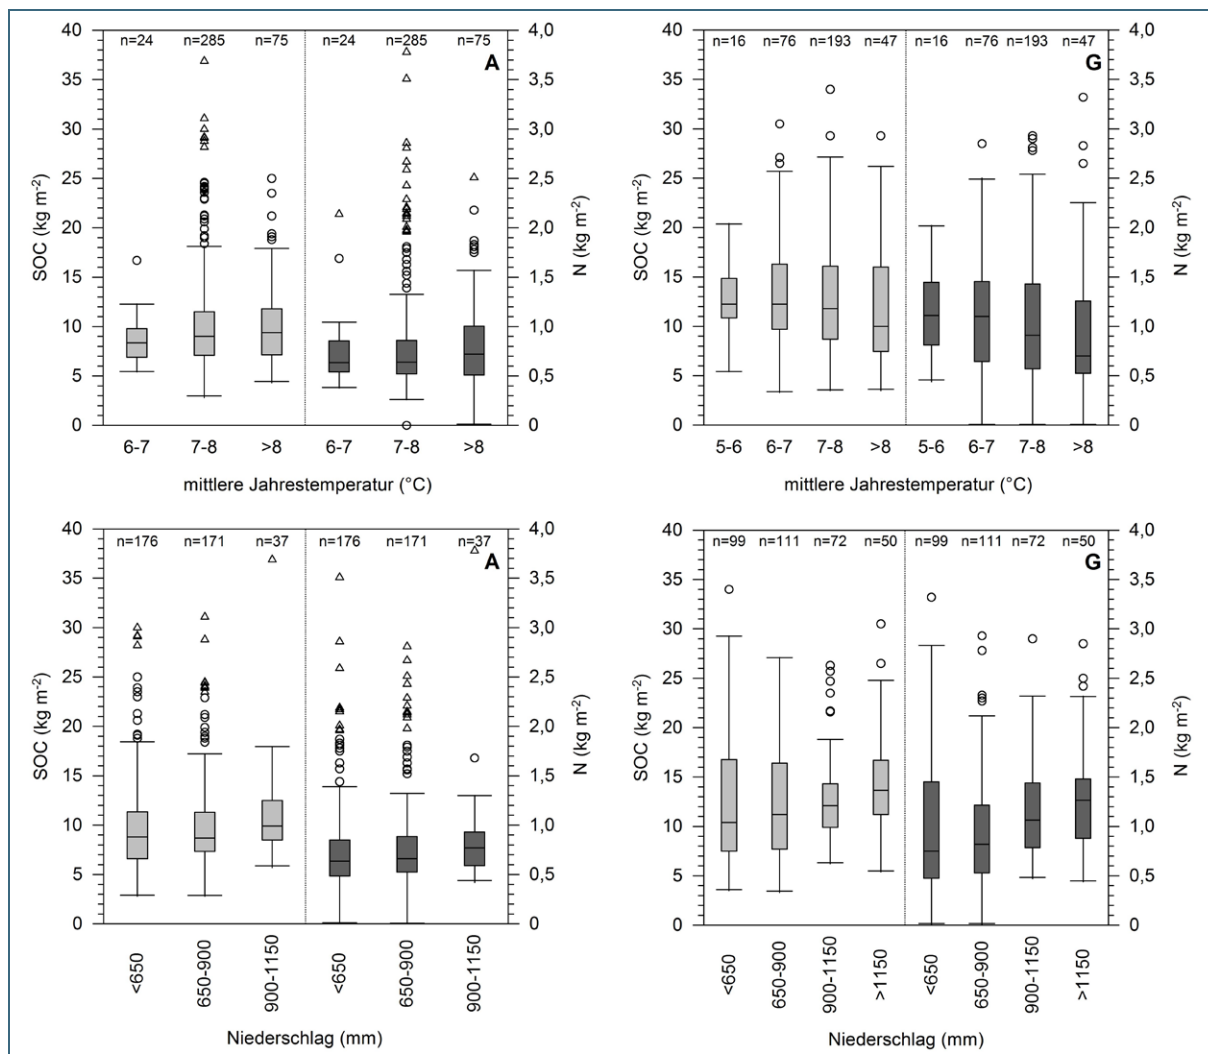 n=24 n=285 n=75 n=24 n=285 n=75
A
40 35 30 25 20 15 10 5 0
SOC (kg m-2)
4,0 3,5 3,0 2,5 2,0 1,5 1,0 0,5 0
N (kg m-2)
6-7 7-8 >8 6-7 7-8 >8
mittlere Jahrestemperatur (°C)
n=16 n=76 n=193 n=47 n=16 n=76 n=193 n=47
G
40 35 30 25 20 15 10 5 0
SOC (kg m-2)
4,0 3,5 3,0 2,5 2,0 1,5 1,0 0,5 0
N (kg m-2)
5-6 6-7 7-8 >8 5-6 6-7 7-8 >8
mittlere Jahrestemperatur (°C)
n=176 n=171 n=37 n=176 n=171 n=37
A
40 35 30 25 20 15 10 5 0
SOC (kg m-2)
4,0 3,5 3,0 2,5 2,0 1,5 1,0 0,5 0
N (kg m-2)
<650 650-900 900-1150 <650 650-900 900-1150
Niederschlag (mm)
n=99 n=111 n=72 n=50 n=99 n=111 n=72 n=50
G
40 35 30 25 20 15 10 5 0
SOC (kg m-2)
4,0 3,5 3,0 2,5 2,0 1,5 1,0 0,5 0
N (kg m-2)
<650 650-900 900-1150 >1150 <650 650-900 900-1150 >1150
Niederschlag (mm)